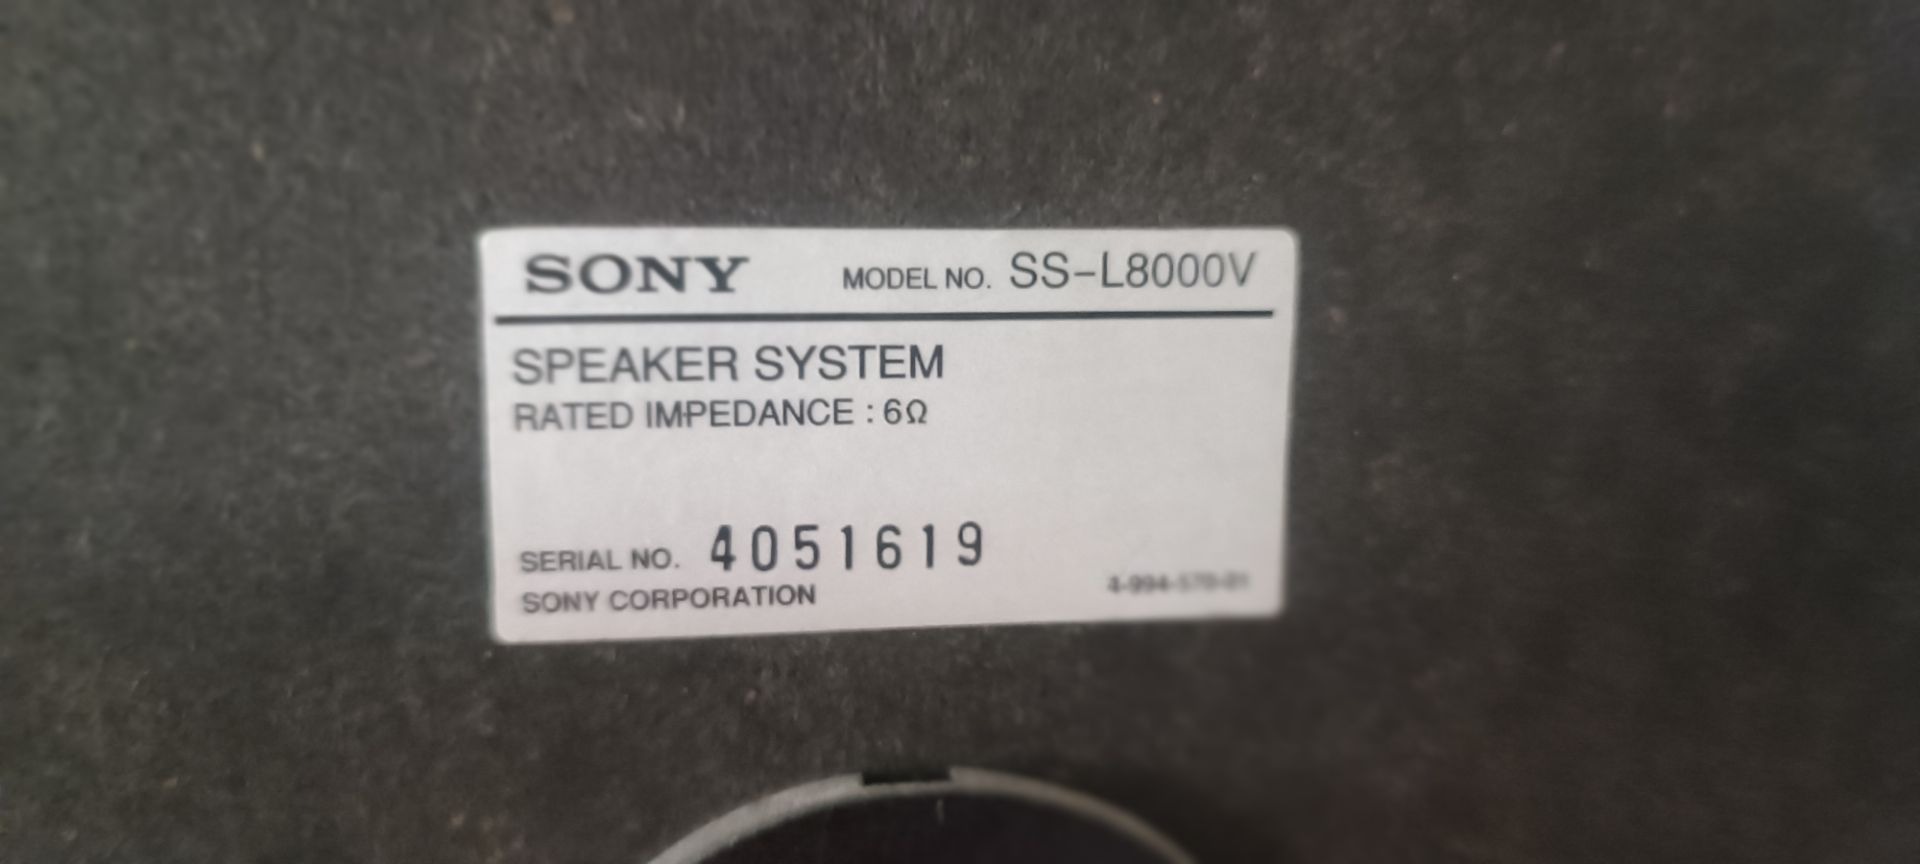 SONY MODEL NO. SS-L8000V
SPEAKER SYSTEM
RATED IMPEDANCE : 6Ω
SERIAL NO. 4051619
SONY CORPORATION